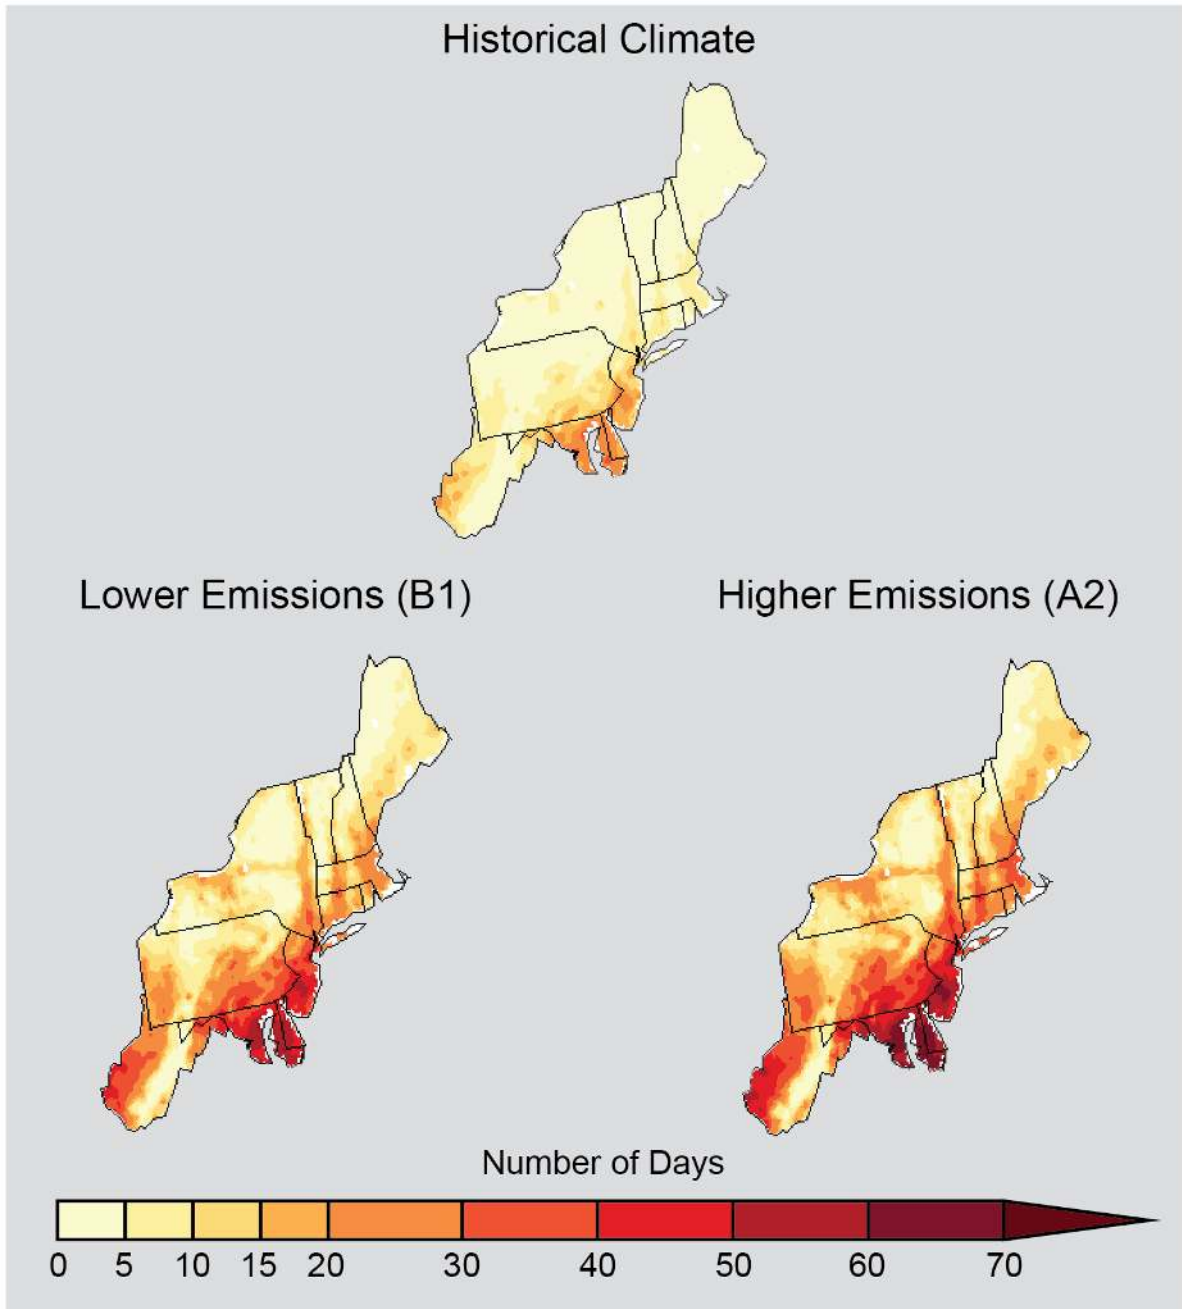 Historical Climate
Lower Emissions (B1)
Higher Emissions (A2)
Number of Days
0 5 10 15 20 30 40 50 60 70